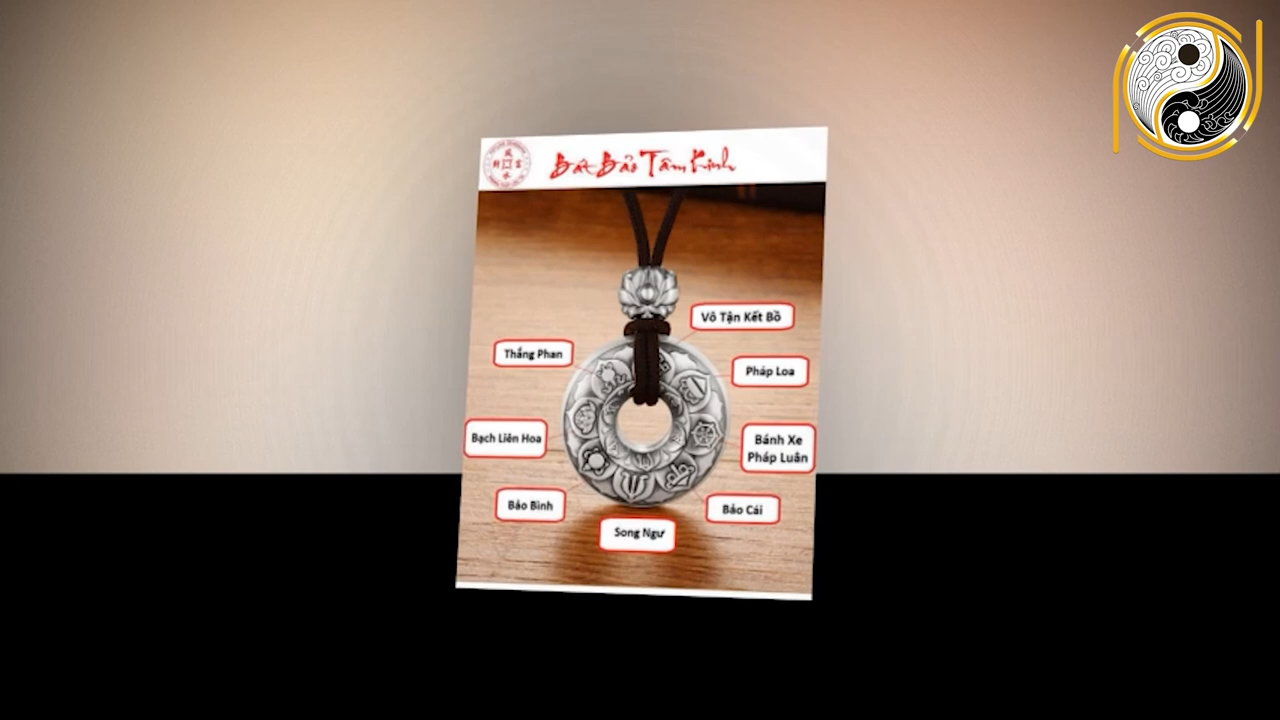 Bát Bảo Tâm Kinh
Vô Tận Kết Bồ
Thắng Phan
Pháp Loa
Bạch Liên Hoa
Bánh Xe
Pháp Luân
Bảo Bình
Bảo Cái
Song Ngư